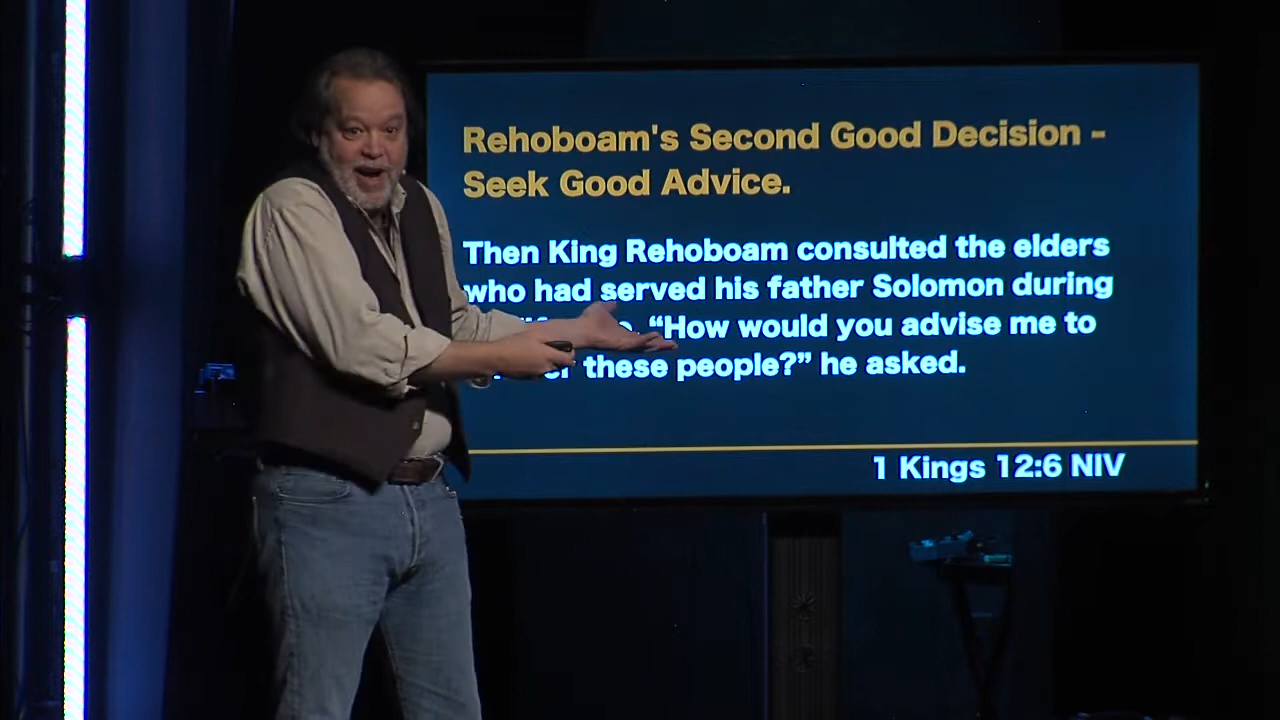 Rehoboam's Second Good Decision -
Seek Good Advice.
Then King Rehoboam consulted the elders
who had served his father Solomon during
“How would you advise me to
these people?” he asked.
1 Kings 12:6 NIV